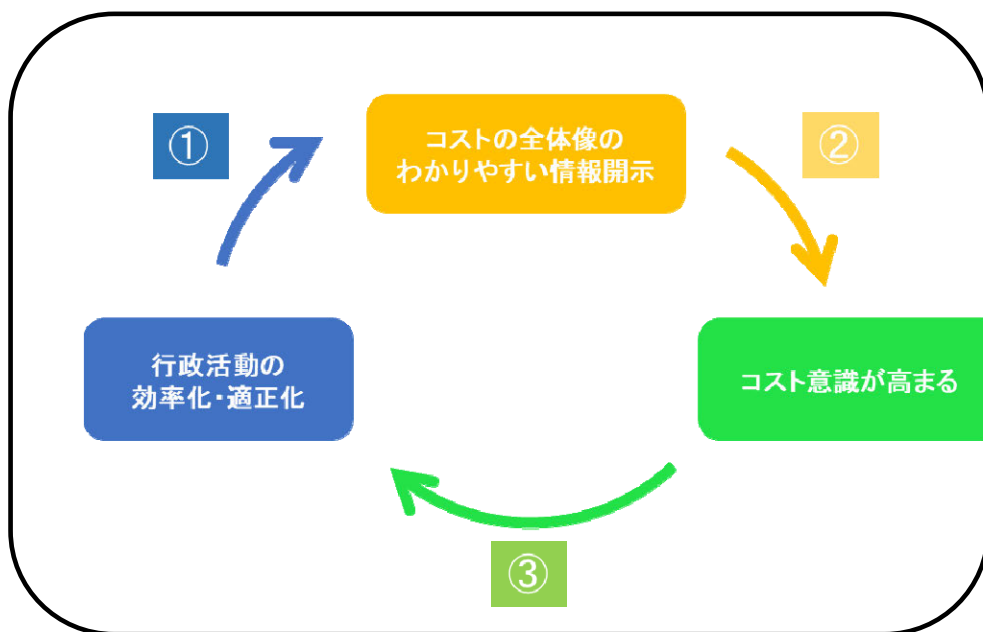 ①
コストの全体像の
わかりやすい情報開示
②
行政活動の
効率化・適正化
コスト意識が高まる
③